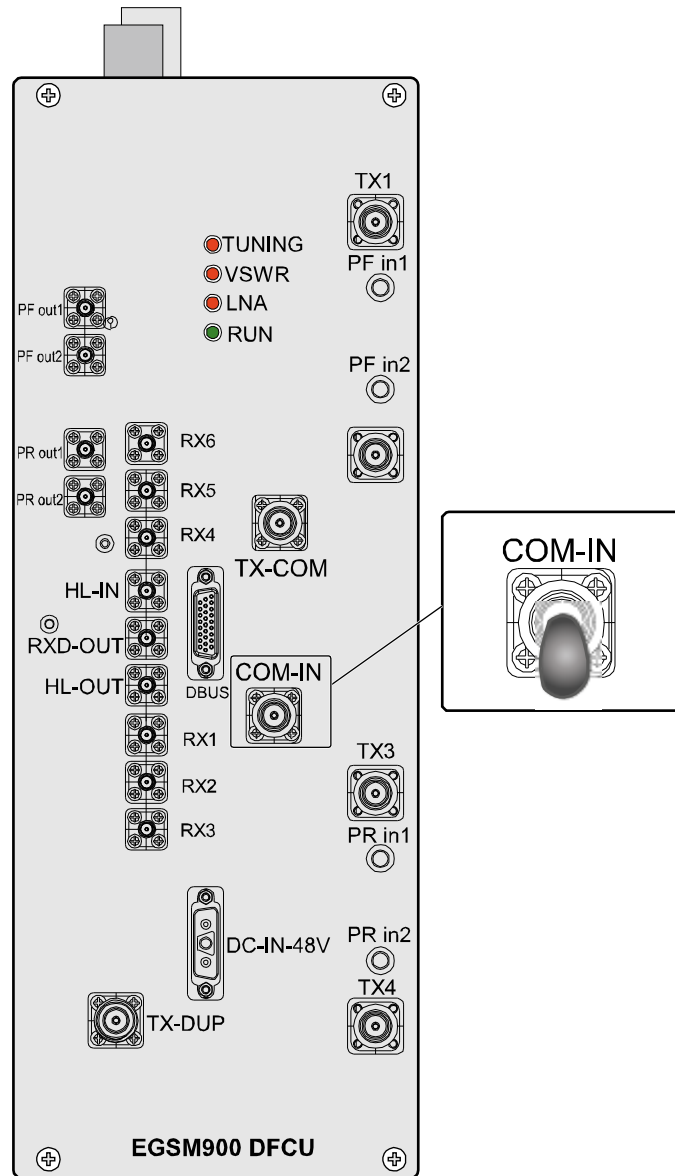 TX1
TUNING
PF in1
VSWR
LNA
PF out1
RUN
PF out2
PF in2
RX6
PR out1
RX5
PR out2
RX4
TX-COM
COM-IN
HL-IN
RXD-OUT
COM-IN
HL-OUT
DBUS
RX1
TX3
RX2
RX3
PR in1
DC-IN-48V
PR in2
TX4
TX-DUP
EGSM900 DFCU